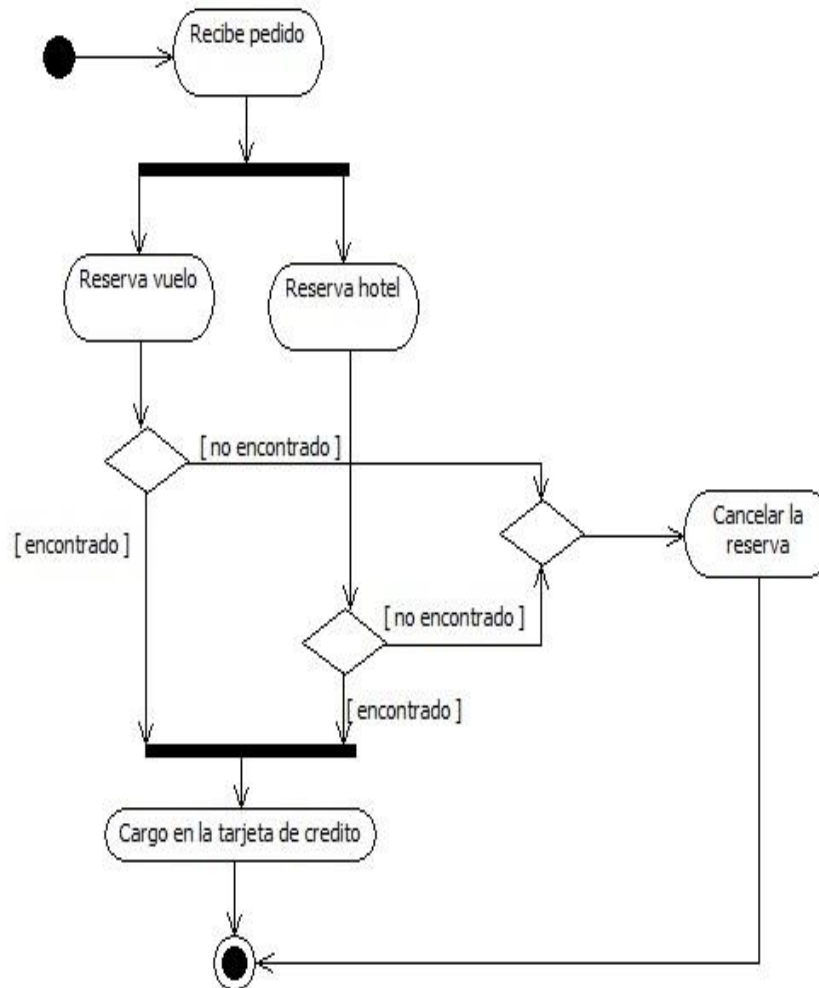 Recibe pedido
Reserva vuelo
Reserva hotel
[ no encontrado ]
[ encontrado ]
Cancelar la
reserva
[ no encontrado ]
[ encontrado ]
Cargo en la tarjeta de credito